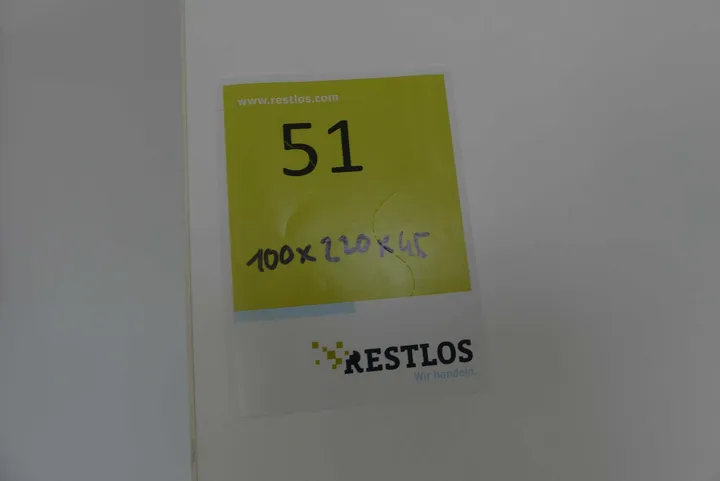 www.restlos.com
51
100x220x45
RESTLOS
Wir handeln.